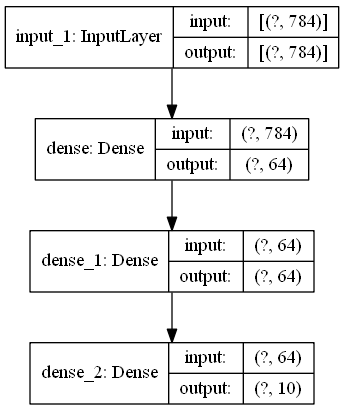 input_1: InputLayer
input: [(?, 784)]
output: [(?, 784)]
dense: Dense
input: (?, 784)
output: (?, 64)
dense_1: Dense
input: (?, 64)
output: (?, 64)
dense_2: Dense
input: (?, 64)
output: (?, 10)